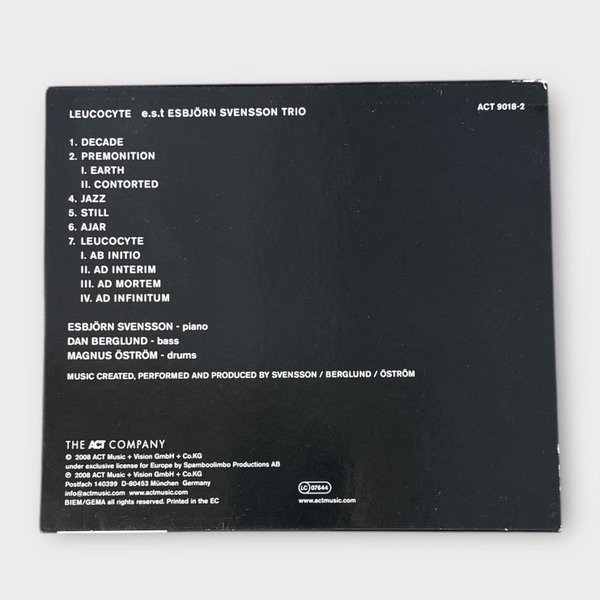 LEUCOCYTE e.s.t ESBJÖRN SVENSSON TRIO
ACT 9018-2
1. DECADE
2. PREMONITION
I. EARTH
II. CONTORTED
4. JAZZ
5. STILL
6. AJAR
7. LEUCOCYTE
I. AB INITIO
II. AD INTERIM
III. AD MORTEM
IV. AD INFINITUM
ESBJÖRN SVENSSON - piano
DAN BERGLUND - bass
MAGNUS ÖSTRÖM - drums
MUSIC CREATED, PERFORMED AND PRODUCED BY SVENSSON / BERGLUND / ÖSTRÖM
THE ACT COMPANY
© 2008 ACT Music + Vision GmbH + Co.KG
under exclusive license for Europe by Spamboolimbo Productions AB
℗ 2008 ACT Music + Vision GmbH + Co.KG
Postfach 140399 D-80453 München Germany
info@actmusic.com www.actmusic.com
BIEM/GEMA all rights reserved. Printed in the EC
LC 07644
www.actmusic.com